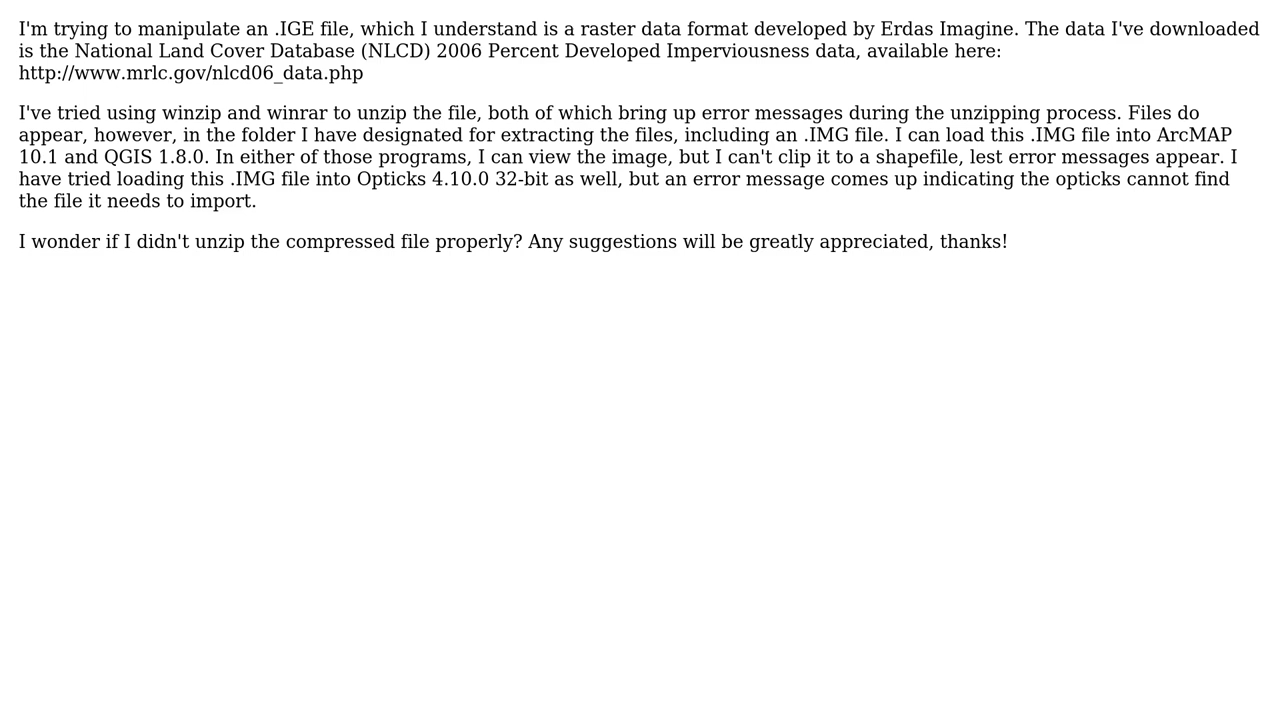 I'm trying to manipulate an .IGE file, which I understand is a raster data format developed by Erdas Imagine. The data I've downloaded
is the National Land Cover Database (NLCD) 2006 Percent Developed Imperviousness data, available here:
http://www.mrlc.gov/nlcd06_data.php
I've tried using winzip and winrar to unzip the file, both of which bring up error messages during the unzipping process. Files do
appear, however, in the folder I have designated for extracting the files, including an .IMG file. I can load this .IMG file into ArcMAP
10.1 and QGIS 1.8.0. In either of those programs, I can view the image, but I can't clip it to a shapefile, lest error messages appear. I
have tried loading this .IMG file into Opticks 4.10.0 32-bit as well, but an error message comes up indicating the opticks cannot find
the file it needs to import.
I wonder if I didn't unzip the compressed file properly? Any suggestions will be greatly appreciated, thanks!